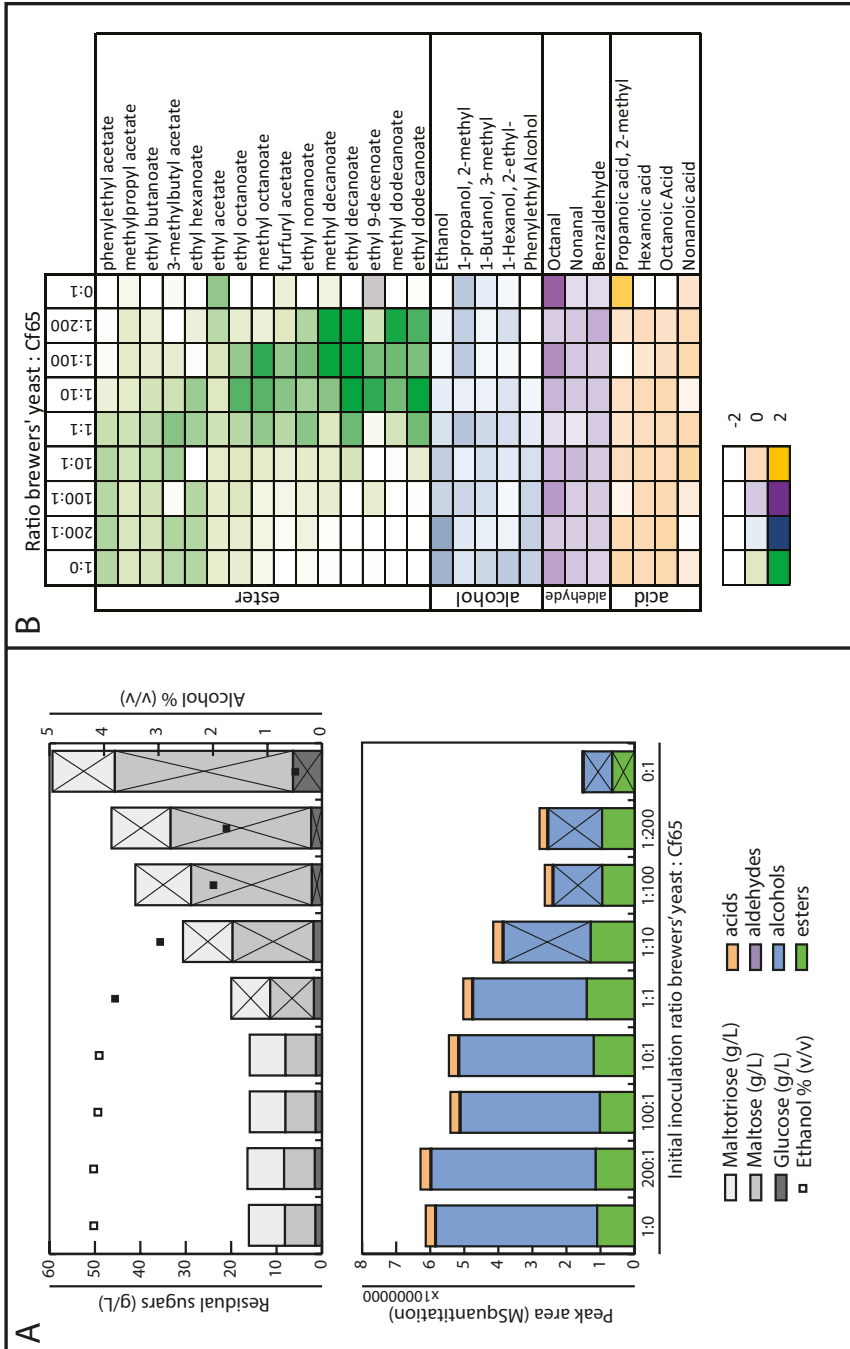 A
Residual sugars (g/L)
60
50
40
30
20
10
0
Alcohol % (v/v)
5
4
3
2
1
0
Peak area (MSquantitation)
x10000000
8
7
6
5
4
3
2
1
0
1:0
200:1
100:1
10:1
1:1
1:10
1:100
1:200
0:1
Initial inoculation ratio brewers' yeast : Cf65
Maltotriose (g/L)
Maltose (g/L)
Glucose (g/L)
Ethanol % (v/v)
acids
aldehydes
alcohols
esters
B
Ratio brewers' yeast : Cf65
1:0
200:1
100:1
10:1
1:1
1:10
1:100
1:200
0:1
ester
phenylethyl acetate
methylpropyl acetate
ethyl butanoate
3-methylbutyl acetate
ethyl hexanoate
ethyl acetate
ethyl octanoate
methyl octanoate
furfuryl acetate
ethyl nonanoate
methyl decanoate
ethyl decanoate
ethyl 9-decenoate
methyl dodecanoate
ethyl dodecanoate
alcohol
Ethanol
1-propanol, 2-methyl
1-Butanol, 3-methyl
1-Hexanol, 2-ethyl-
Phenylethyl Alcohol
aldehyde
Octanal
Nonanal
Benzaldehyde
acid
Propanoic acid, 2-methyl
Hexanoic acid
Octanoic Acid
Nonanoic acid
-2
0
2